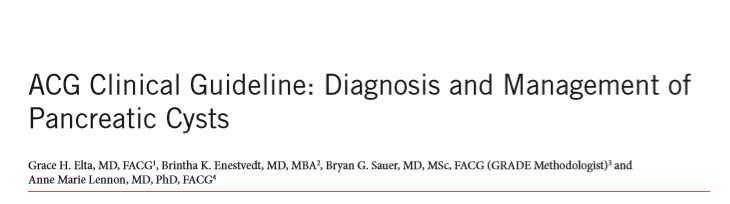 ACG Clinical Guideline: Diagnosis and Management of
Pancreatic Cysts
Grace H. Elta, MD, FACG¹, Brintha K. Enestvedt, MD, MBA², Bryan G. Sauer, MD, MSc, FACG (GRADE Methodologist)³ and
Anne Marie Lennon, MD, PhD, FACG⁴